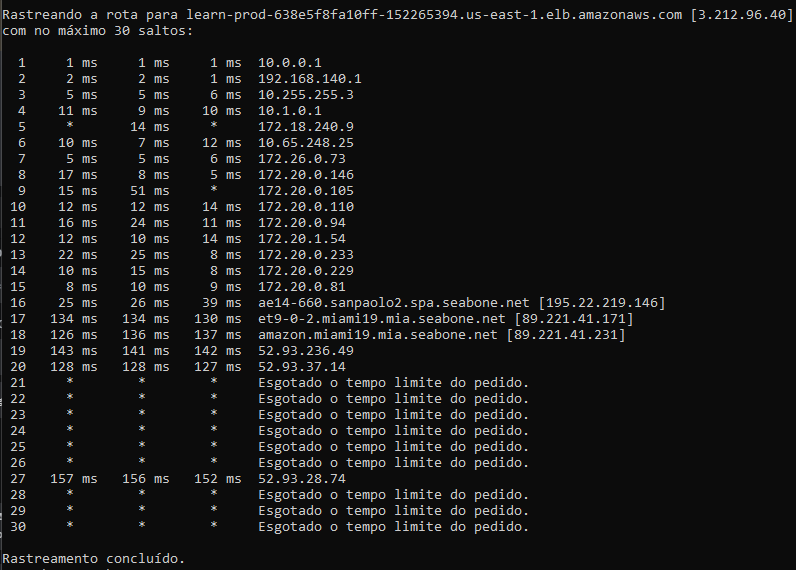 Rastreando a rota para learn-prod-638e5f8fa10ff-152265394.us-east-1.elb.amazonaws.com [3.212.96.40]
com no máximo 30 saltos:
1 1 ms 1 ms 1 ms 10.0.0.1
2 2 ms 2 ms 1 ms 192.168.140.1
3 5 ms 5 ms 6 ms 10.255.255.3
4 11 ms 9 ms 10 ms 10.1.0.1
5 * 14 ms * 172.18.240.9
6 10 ms 7 ms 12 ms 10.65.248.25
7 5 ms 5 ms 6 ms 172.26.0.73
8 17 ms 8 ms 5 ms 172.20.0.146
9 15 ms 51 ms * 172.20.0.105
10 12 ms 12 ms 14 ms 172.20.0.110
11 16 ms 24 ms 11 ms 172.20.0.94
12 12 ms 10 ms 14 ms 172.20.1.54
13 22 ms 25 ms 8 ms 172.20.0.233
14 10 ms 15 ms 8 ms 172.20.0.229
15 8 ms 10 ms 9 ms 172.20.0.81
16 25 ms 26 ms 39 ms ae14-660.sanpaolo2.spa.seabone.net [195.22.219.146]
17 134 ms 134 ms 130 ms et9-0-2.miami19.mia.seabone.net [89.221.41.171]
18 126 ms 136 ms 137 ms amazon.miami19.mia.seabone.net [89.221.41.231]
19 143 ms 141 ms 142 ms 52.93.236.49
20 128 ms 128 ms 127 ms 52.93.37.14
21 * * * Esgotado o tempo limite do pedido.
22 * * * Esgotado o tempo limite do pedido.
23 * * * Esgotado o tempo limite do pedido.
24 * * * Esgotado o tempo limite do pedido.
25 * * * Esgotado o tempo limite do pedido.
26 * * * Esgotado o tempo limite do pedido.
27 157 ms 156 ms 152 ms 52.93.28.74
28 * * * Esgotado o tempo limite do pedido.
29 * * * Esgotado o tempo limite do pedido.
30 * * * Esgotado o tempo limite do pedido.
Rastreamento concluído.